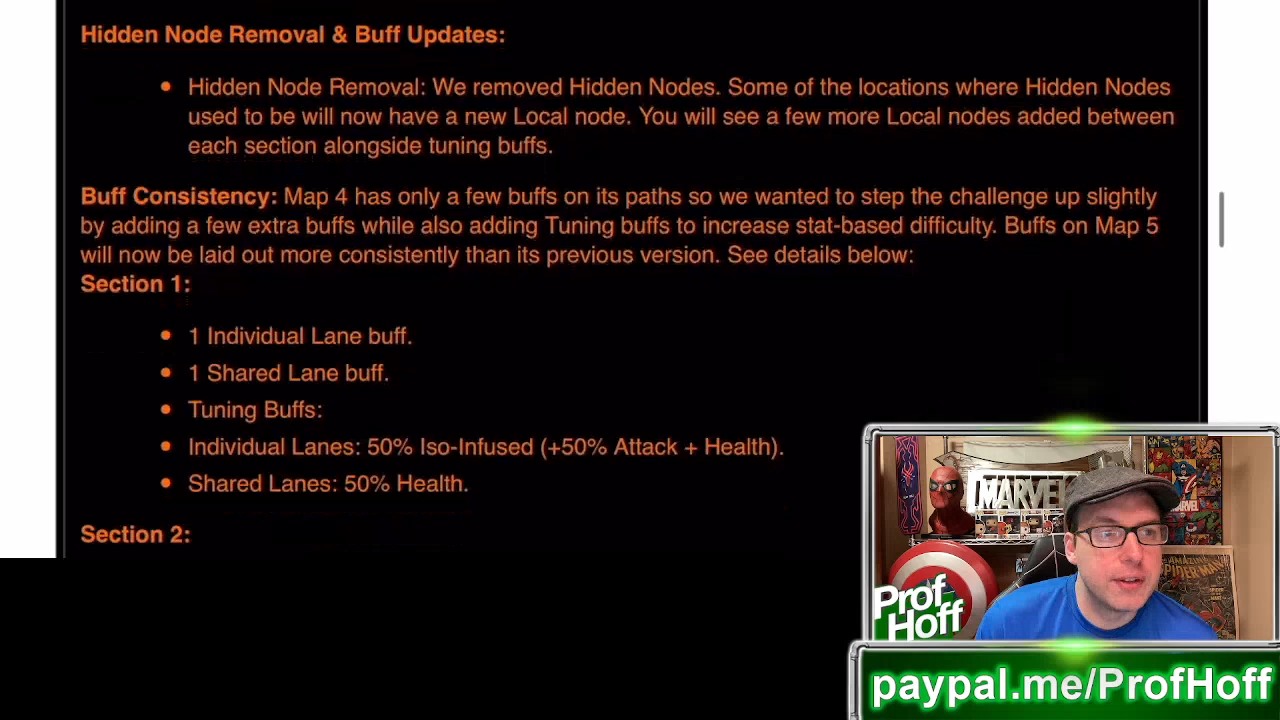 Hidden Node Removal & Buff Updates:
Hidden Node Removal: We removed Hidden Nodes. Some of the locations where Hidden Nodes
used to be will now have a new Local node. You will see a few more Local nodes added between
each section alongside tuning buffs.
Buff Consistency: Map 4 has only a few buffs on its paths so we wanted to step the challenge up slightly
by adding a few extra buffs while also adding Tuning buffs to increase stat-based difficulty. Buffs on Map 5
will now be laid out more consistently than its previous version. See details below:
Section 1:
1 Individual Lane buff.
1 Shared Lane buff.
Tuning Buffs:
Individual Lanes: 50% Iso-Infused (+50% Attack + Health).
Shared Lanes: 50% Health.
Section 2:
MARVEL
MARVEL
AMAZING
SPIDER-MAN
Prof
Hoff
paypal.me/ProfHoff